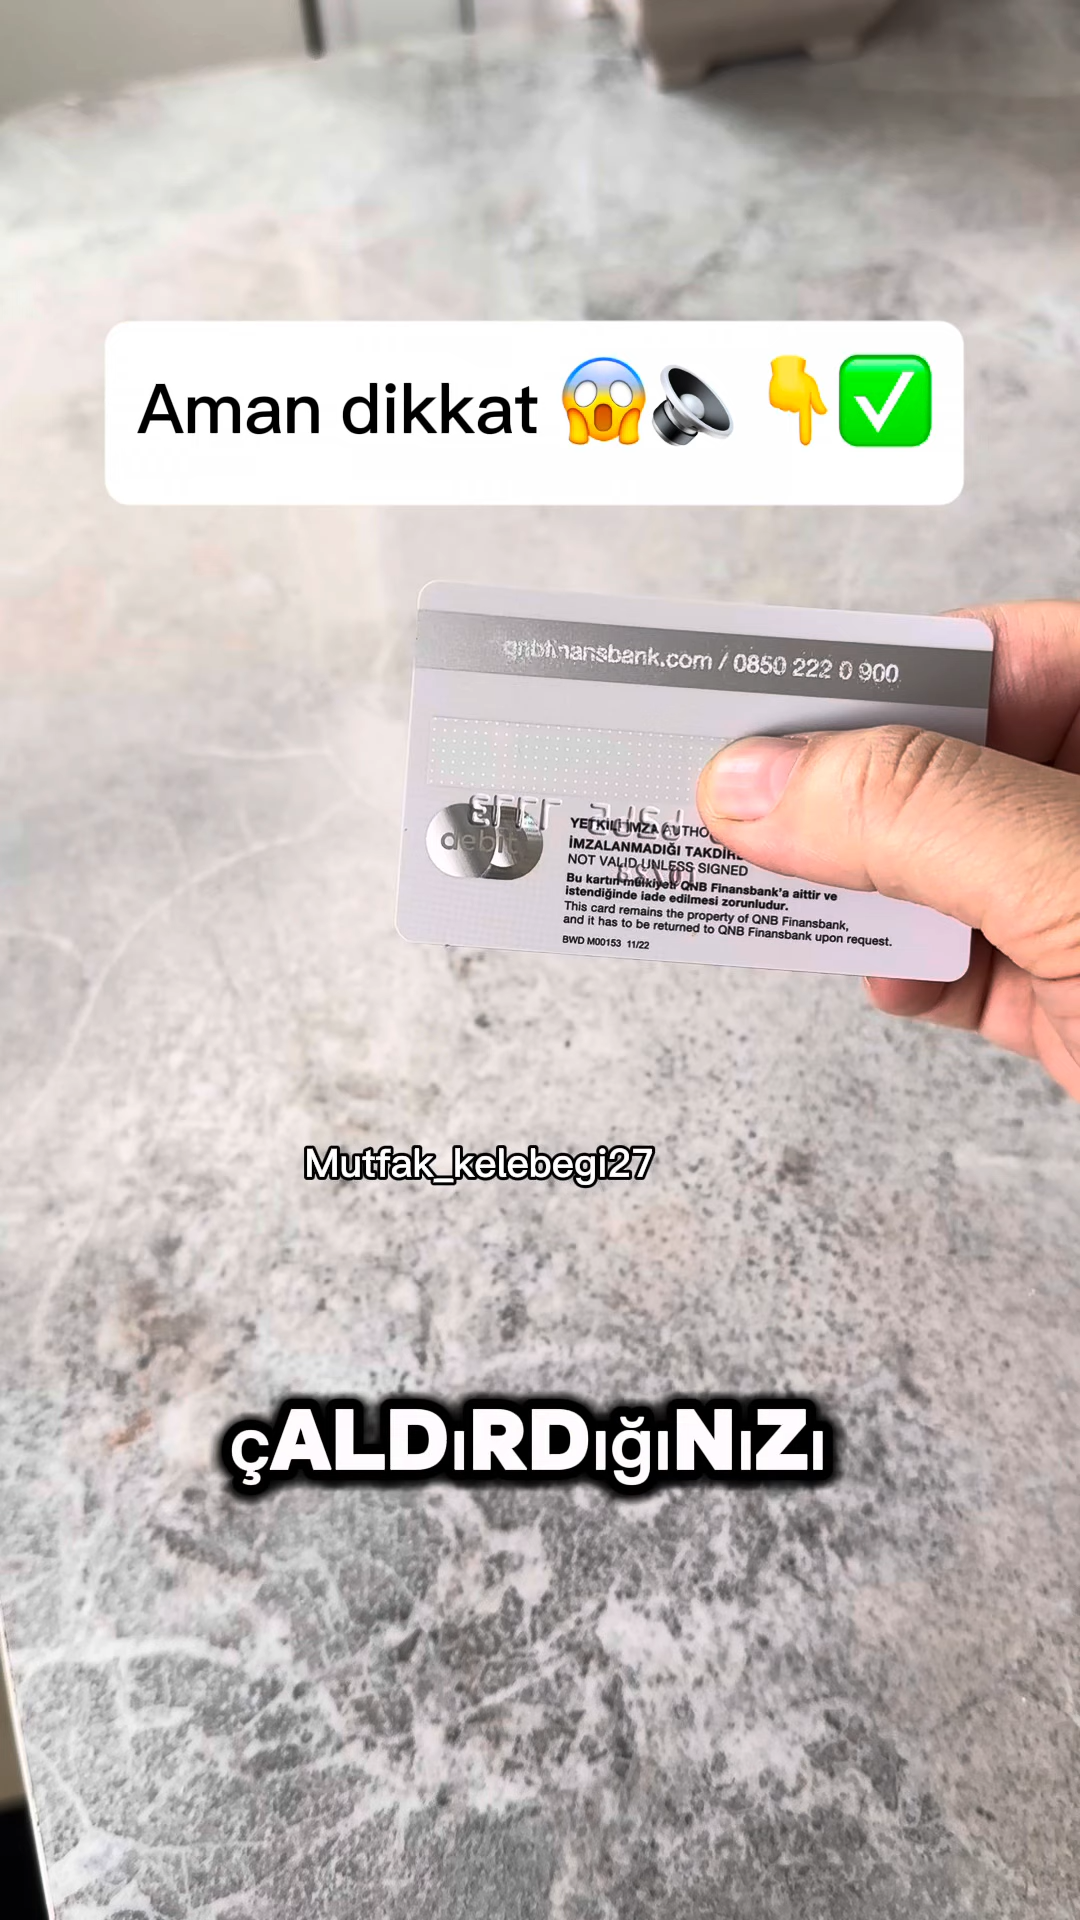 Aman dikkat 😱🔈 👇✅
qnbfinansbank.com / 0850 222 0 900
debit
YETKİLİ İMZA AUTHO
İMZALANMADIĞI TAKDİRDE
NOT VALID UNLESS SIGNED
Bu kartın mülkiyeti QNB Finansbank'a aittir ve
istendiğinde iade edilmesi zorunludur.
This card remains the property of QNB Finansbank,
and it has to be returned to QNB Finansbank upon request.
BWD M00153 11/22
Mutfak_kelebegi27
çALDıRDığıNıZı